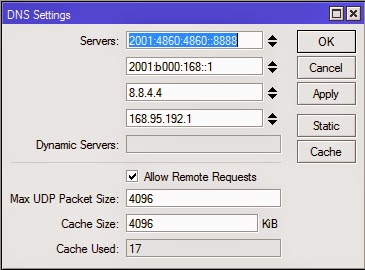 DNS Settings
Servers: 2001:4860:4860::8888
OK
2001:b000:168::1
Cancel
8.8.4.4
Apply
168.95.192.1
Static
Dynamic Servers:
Cache
Allow Remote Requests
Max UDP Packet Size: 4096
Cache Size: 4096 KiB
Cache Used: 17